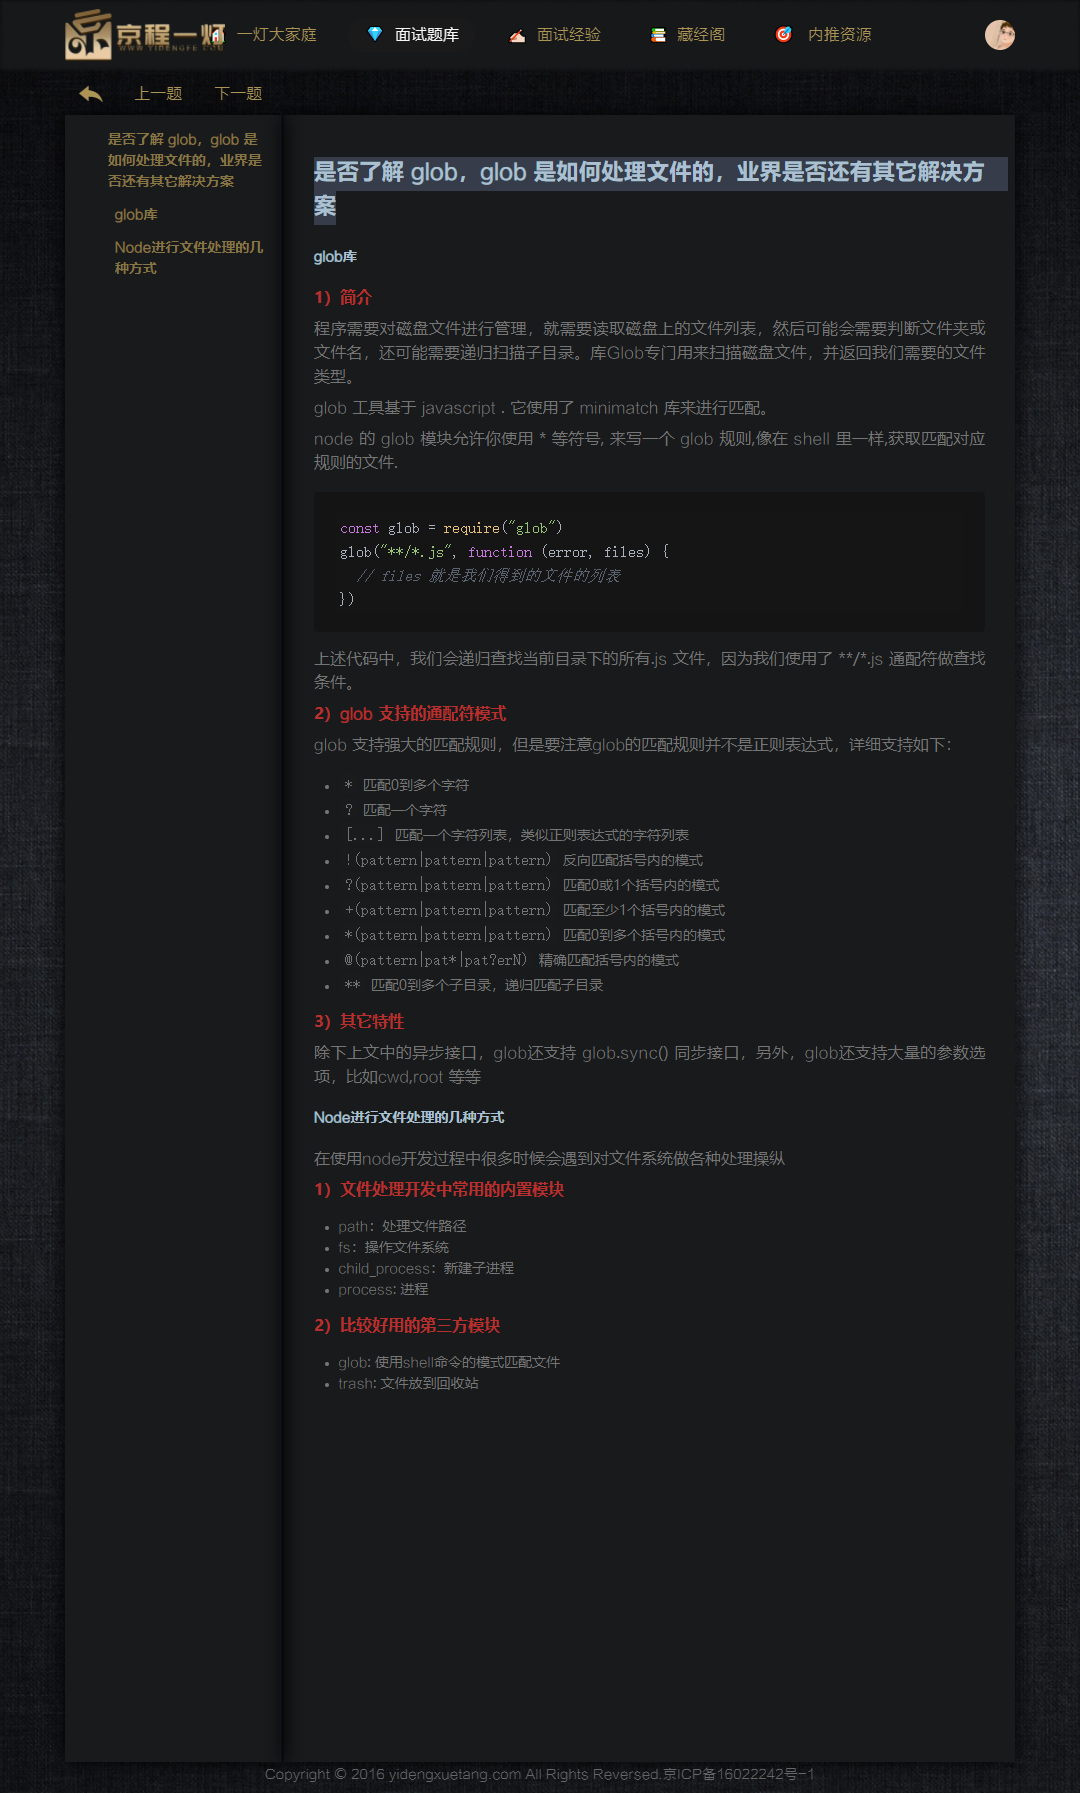 京程一灯
WWW.YIDENGFE.COM
一灯大家庭
面试题库
面试经验
藏经阁
内推资源
上一题
下一题
是否了解 glob，glob 是
如何处理文件的，业界是
否还有其它解决方案
glob库
Node进行文件处理的几
种方式
是否了解 glob，glob 是如何处理文件的，业界是否还有其它解决方
案
glob库
1）简介
程序需要对磁盘文件进行管理，就需要读取磁盘上的文件列表，然后可能会需要判断文件夹或
文件名，还可能需要递归扫描子目录。库Glob专门用来扫描磁盘文件，并返回我们需要的文件
类型。
glob 工具基于 javascript . 它使用了 minimatch 库来进行匹配。
node 的 glob 模块允许你使用 * 等符号, 来写一个 glob 规则,像在 shell 里一样,获取匹配对应
规则的文件.
const glob = require("glob")
glob("**/*.js", function (error, files) {
// files 就是我们得到的文件的列表
})
上述代码中，我们会递归查找当前目录下的所有.js 文件，因为我们使用了 **/*.js 通配符做查找
条件。
2）glob 支持的通配符模式
glob 支持强大的匹配规则，但是要注意glob的匹配规则并不是正则表达式，详细支持如下：
• * 匹配0到多个字符
• ? 匹配一个字符
• [...] 匹配一个字符列表，类似正则表达式的字符列表
• !(pattern|pattern|pattern) 反向匹配括号内的模式
• ?(pattern|pattern|pattern) 匹配0或1个括号内的模式
• +(pattern|pattern|pattern) 匹配至少1个括号内的模式
• *(pattern|pattern|pattern) 匹配0到多个括号内的模式
• @(pattern|pat*|pat?erN) 精确匹配括号内的模式
• ** 匹配0到多个子目录，递归匹配子目录
3）其它特性
除下上文中的异步接口，glob还支持 glob.sync() 同步接口，另外，glob还支持大量的参数选
项，比如cwd,root 等等
Node进行文件处理的几种方式
在使用node开发过程中很多时候会遇到对文件系统做各种处理操纵
1）文件处理开发中常用的内置模块
• path：处理文件路径
• fs：操作文件系统
• child_process：新建子进程
• process: 进程
2）比较好用的第三方模块
• glob: 使用shell命令的模式匹配文件
• trash: 文件放到回收站
Copyright © 2016 yidengxuetang.com All Rights Reversed.京ICP备16022242号-1